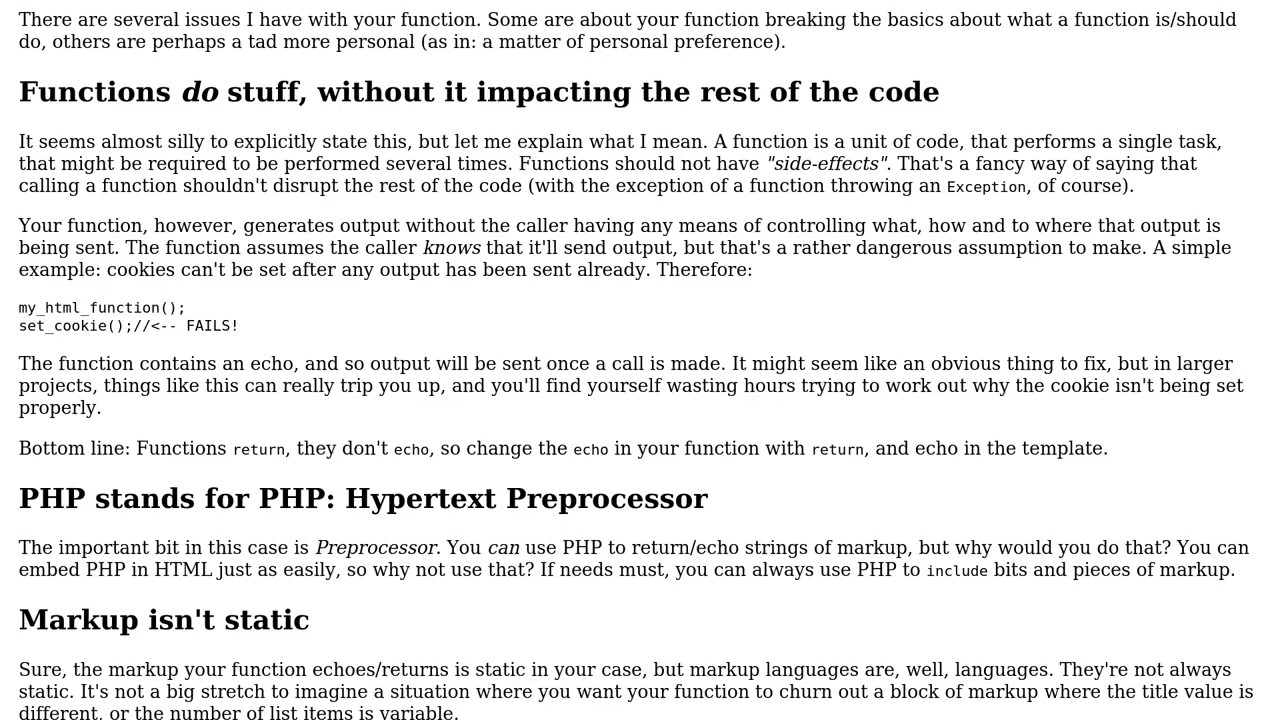 There are several issues I have with your function. Some are about your function breaking the basics about what a function is/should
do, others are perhaps a tad more personal (as in: a matter of personal preference).
Functions do stuff, without it impacting the rest of the code
It seems almost silly to explicitly state this, but let me explain what I mean. A function is a unit of code, that performs a single task,
that might be required to be performed several times. Functions should not have "side-effects". That's a fancy way of saying that
calling a function shouldn't disrupt the rest of the code (with the exception of a function throwing an Exception, of course).
Your function, however, generates output without the caller having any means of controlling what, how and to where that output is
being sent. The function assumes the caller knows that it'll send output, but that's a rather dangerous assumption to make. A simple
example: cookies can't be set after any output has been sent already. Therefore:
my_html_function();
set_cookie();//<-- FAILS!
The function contains an echo, and so output will be sent once a call is made. It might seem like an obvious thing to fix, but in larger
projects, things like this can really trip you up, and you'll find yourself wasting hours trying to work out why the cookie isn't being set
properly.
Bottom line: Functions return, they don't echo, so change the echo in your function with return, and echo in the template.
PHP stands for PHP: Hypertext Preprocessor
The important bit in this case is Preprocessor. You can use PHP to return/echo strings of markup, but why would you do that? You can
embed PHP in HTML just as easily, so why not use that? If needs must, you can always use PHP to include bits and pieces of markup.
Markup isn't static
Sure, the markup your function echoes/returns is static in your case, but markup languages are, well, languages. They're not always
static. It's not a big stretch to imagine a situation where you want your function to churn out a block of markup where the title value is
different, or the number of list items is variable.